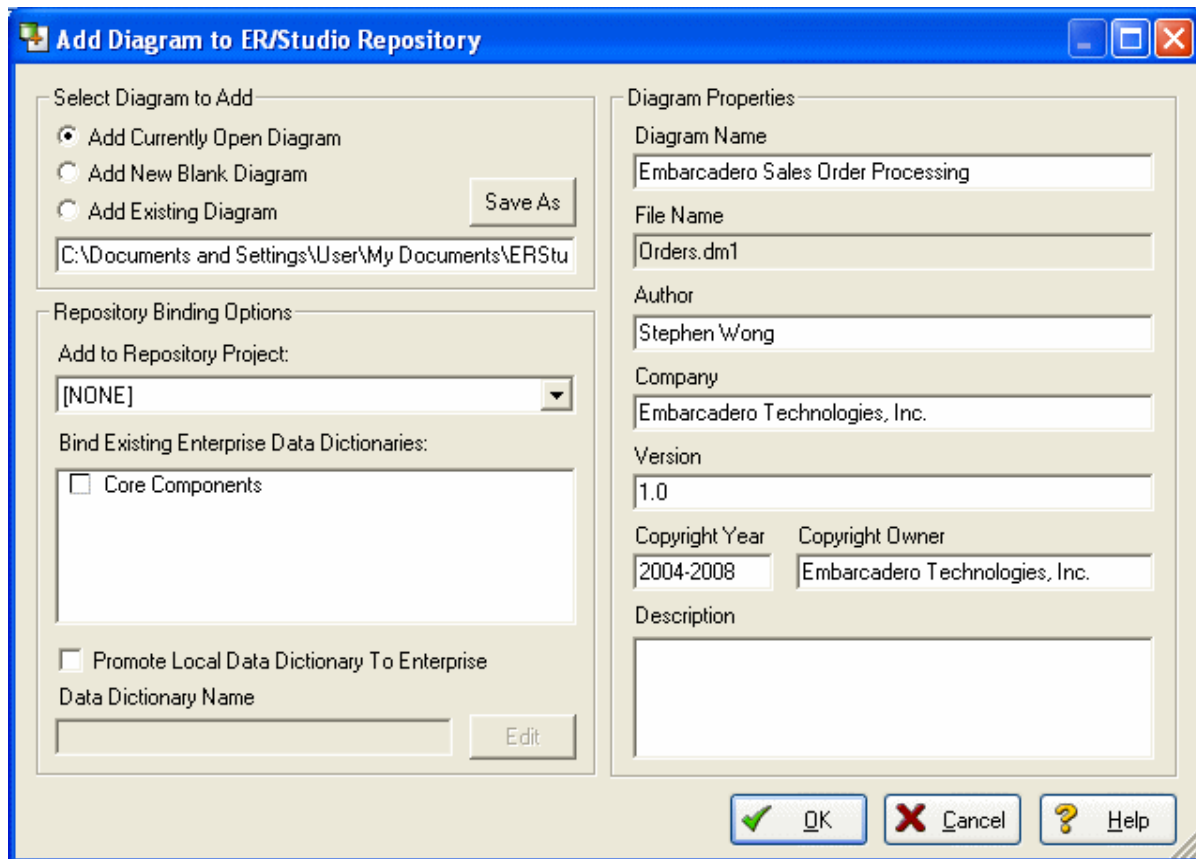 Add Diagram to ER/Studio Repository
Select Diagram to Add
Add Currently Open Diagram
Add New Blank Diagram
Add Existing Diagram
Save As
C:\Documents and Settings\User\My Documents\ERStu
Repository Binding Options
Add to Repository Project:
[NONE]
Bind Existing Enterprise Data Dictionaries:
Core Components
Promote Local Data Dictionary To Enterprise
Data Dictionary Name
Edit
Diagram Properties
Diagram Name
Embarcadero Sales Order Processing
File Name
Orders.dm1
Author
Stephen Wong
Company
Embarcadero Technologies, Inc.
Version
1.0
Copyright Year Copyright Owner
2004-2008 Embarcadero Technologies, Inc.
Description
OK Cancel Help